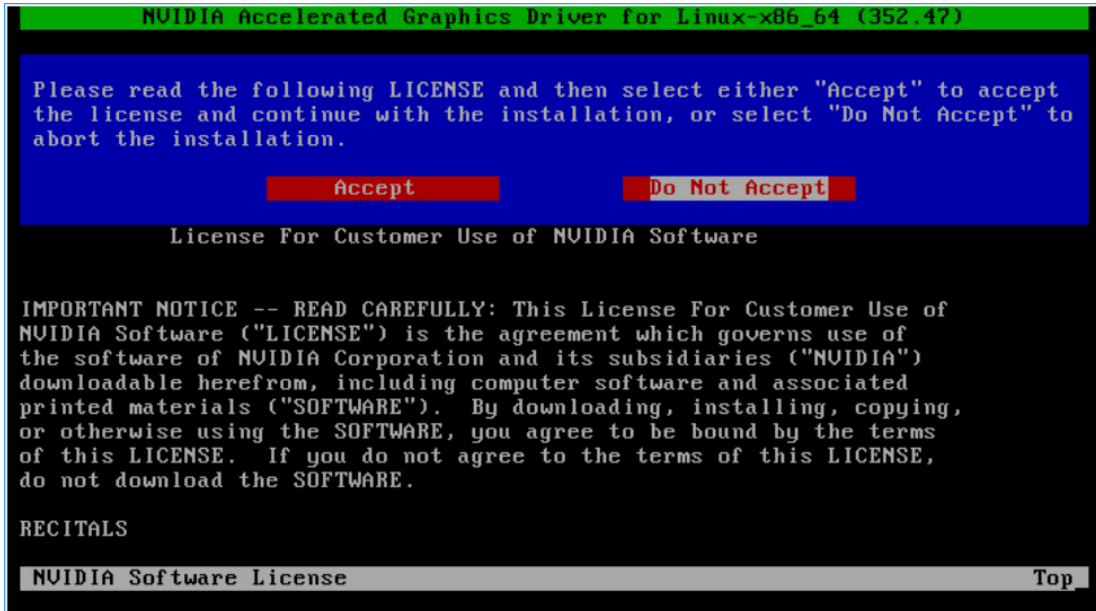 NVIDIA Accelerated Graphics Driver for Linux-x86_64 (352.47)
Please read the following LICENSE and then select either "Accept" to accept
the license and continue with the installation, or select "Do Not Accept" to
abort the installation.
Accept Do Not Accept
License For Customer Use of NVIDIA Software
IMPORTANT NOTICE -- READ CAREFULLY: This License For Customer Use of
NVIDIA Software ("LICENSE") is the agreement which governs use of
the software of NVIDIA Corporation and its subsidiaries ("NVIDIA")
downloadable herefrom, including computer software and associated
printed materials ("SOFTWARE").  By downloading, installing, copying,
or otherwise using the SOFTWARE, you agree to be bound by the terms
of this LICENSE.  If you do not agree to the terms of this LICENSE,
do not download the SOFTWARE.
RECITALS
NVIDIA Software License Top